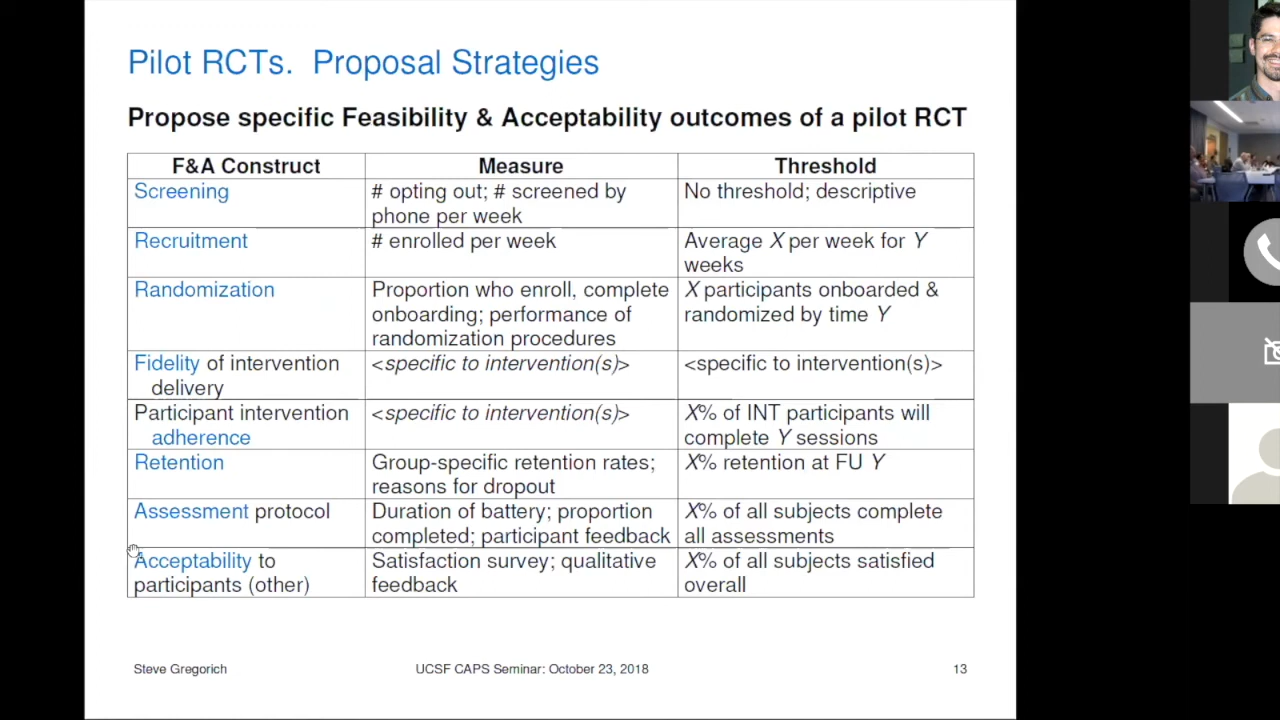 Pilot RCTs. Proposal Strategies
Propose specific Feasibility & Acceptability outcomes of a pilot RCT
F&A Construct Measure Threshold
Screening # opting out; # screened by No threshold; descriptive
phone per week
Recruitment # enrolled per week Average X per week for Y
weeks
Randomization Proportion who enroll, complete X participants onboarded &
onboarding; performance of randomized by time Y
randomization procedures
Fidelity of intervention <specific to intervention(s)> <specific to intervention(s)>
delivery
Participant intervention <specific to intervention(s)> X% of INT participants will
adherence complete Y sessions
Retention Group-specific retention rates; X% retention at FU Y
reasons for dropout
Assessment protocol Duration of battery; proportion X% of all subjects complete
completed; participant feedback all assessments
Acceptability to Satisfaction survey; qualitative X% of all subjects satisfied
participants (other) feedback overall
Steve Gregorich UCSF CAPS Seminar: October 23, 2018 13